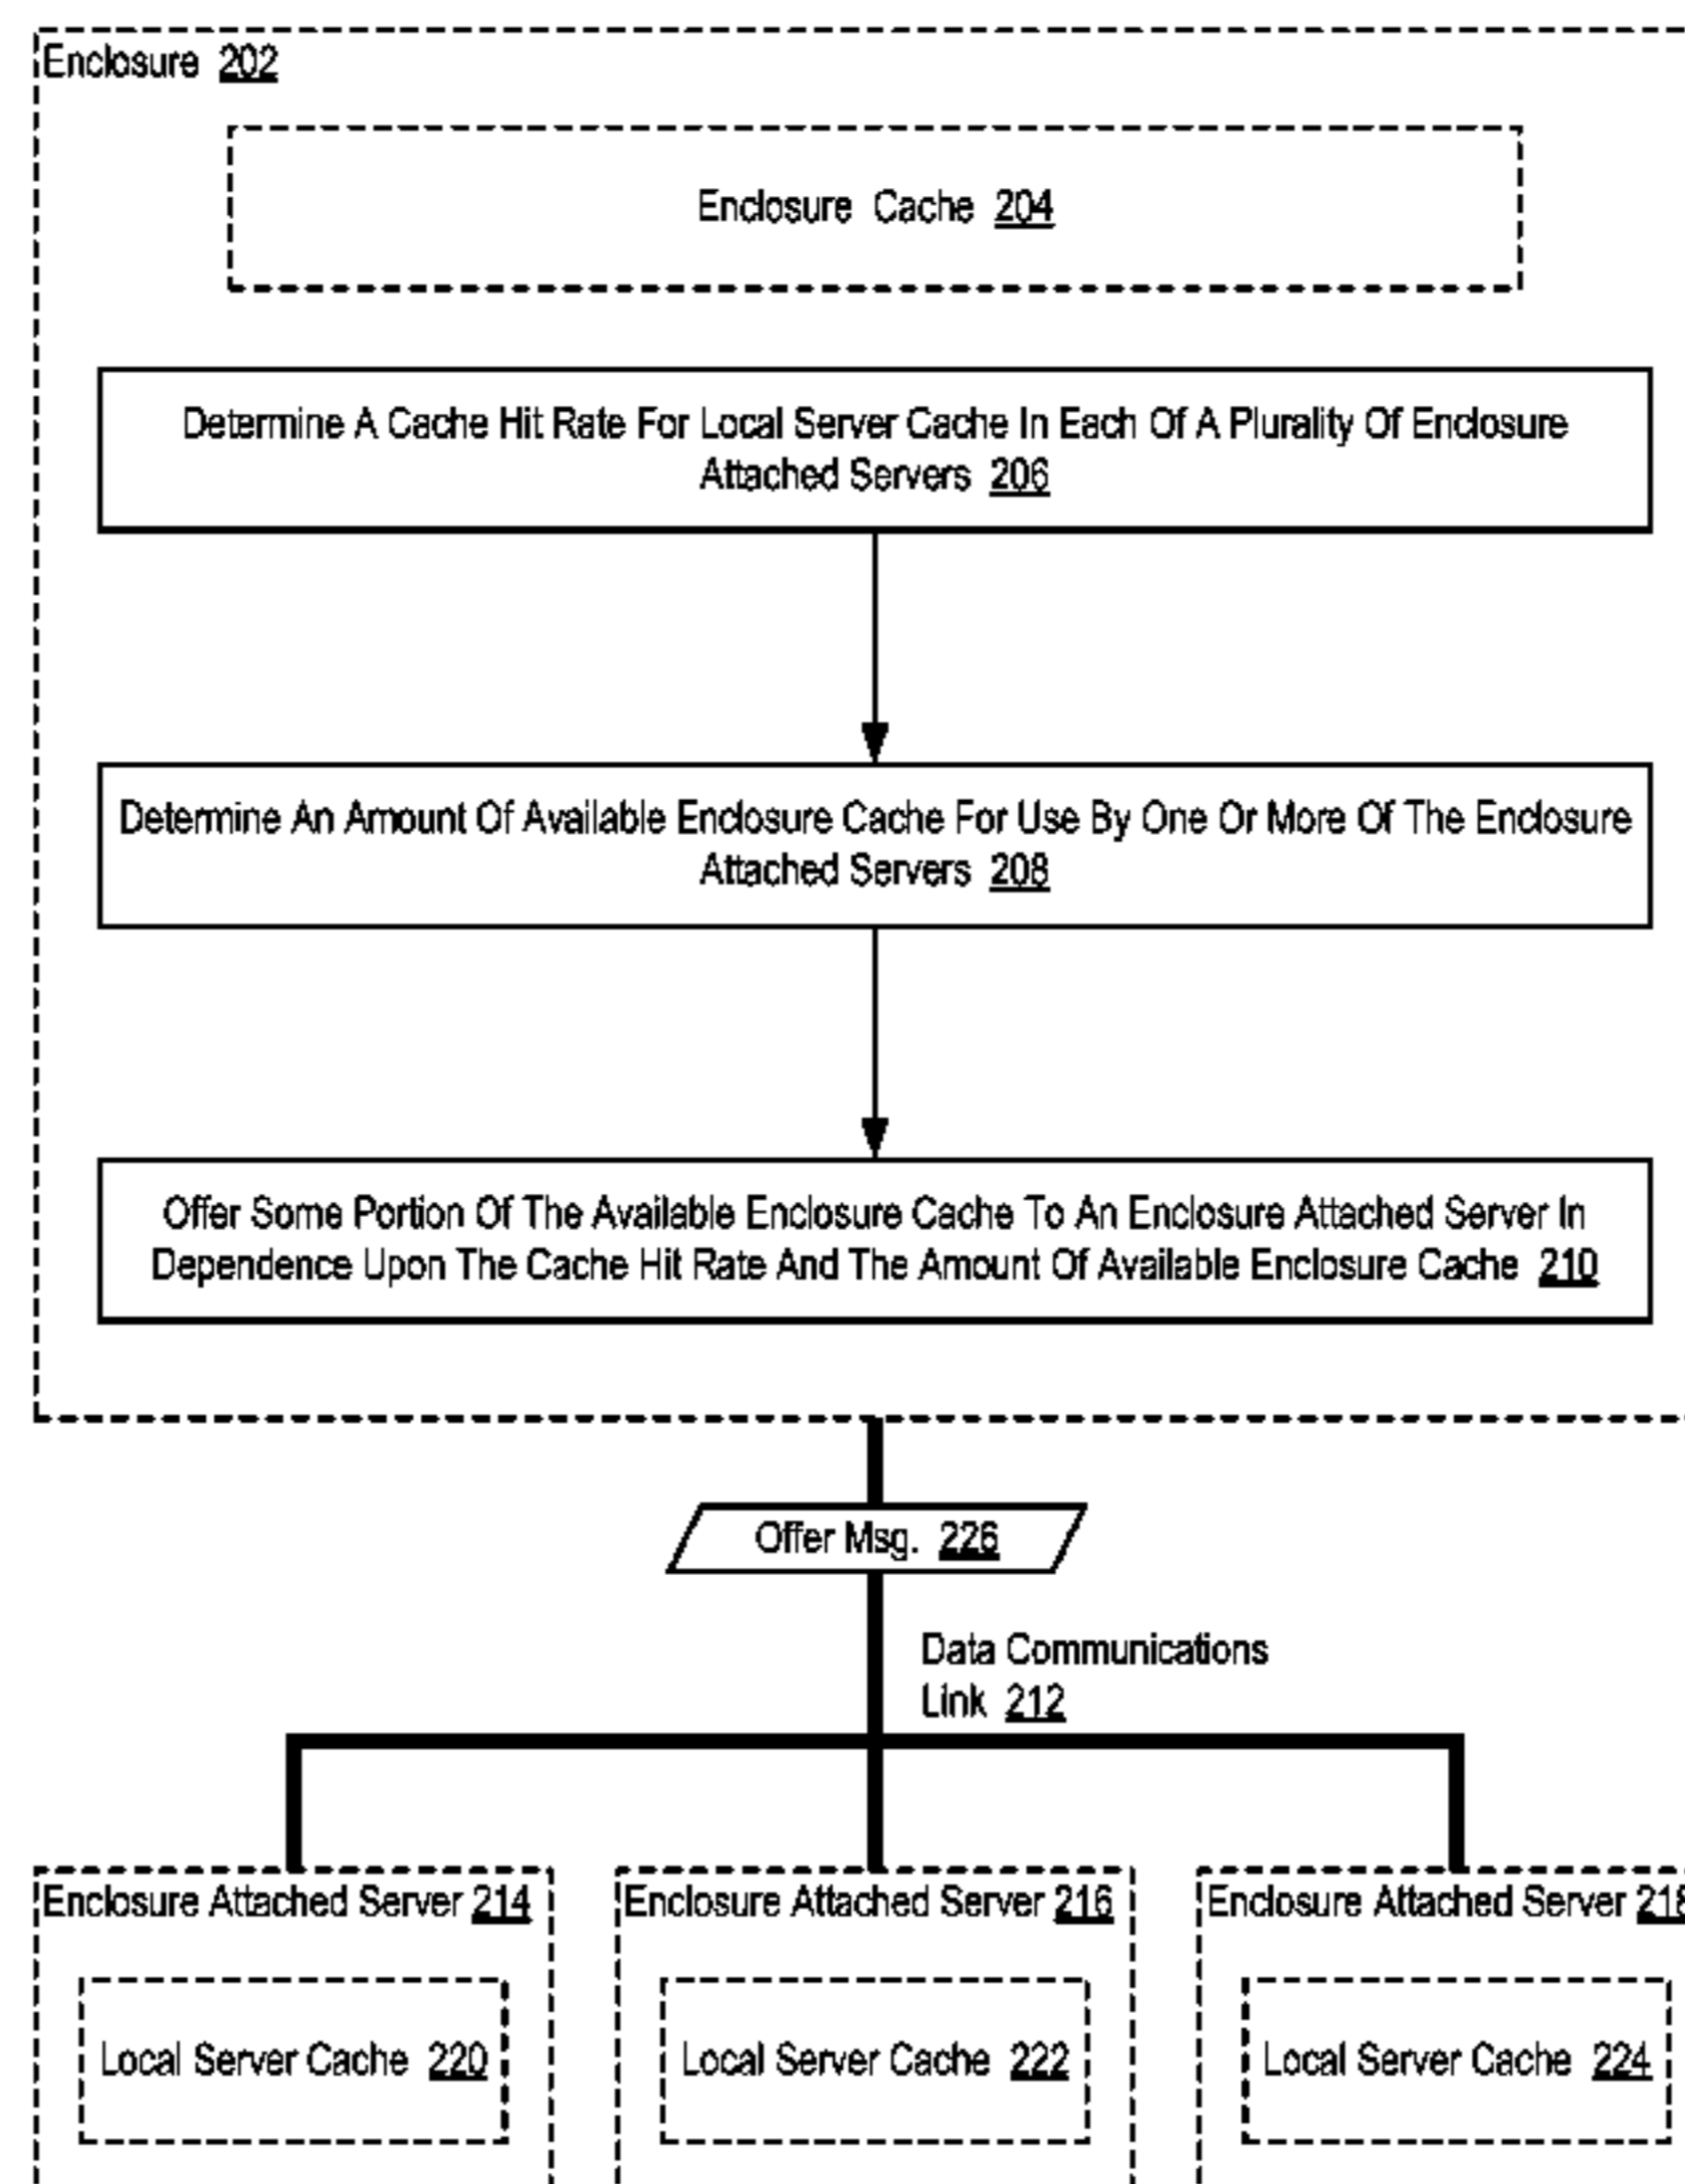 Enclosure 202
Enclosure Cache 204
Determine A Cache Hit Rate For Local Server Cache In Each Of A Plurality Of Enclosure
Attached Servers 206
Determine An Amount Of Available Enclosure Cache For Use By One Or More Of The Enclosure
Attached Servers 208
Offer Some Portion Of The Available Enclosure Cache To An Enclosure Attached Server In
Dependence Upon The Cache Hit Rate And The Amount Of Available Enclosure Cache 210
Offer Msg. 226
Data Communications
Link 212
Enclosure Attached Server 214
Enclosure Attached Server 216
Enclosure Attached Server 218
Local Server Cache 220
Local Server Cache 222
Local Server Cache 224